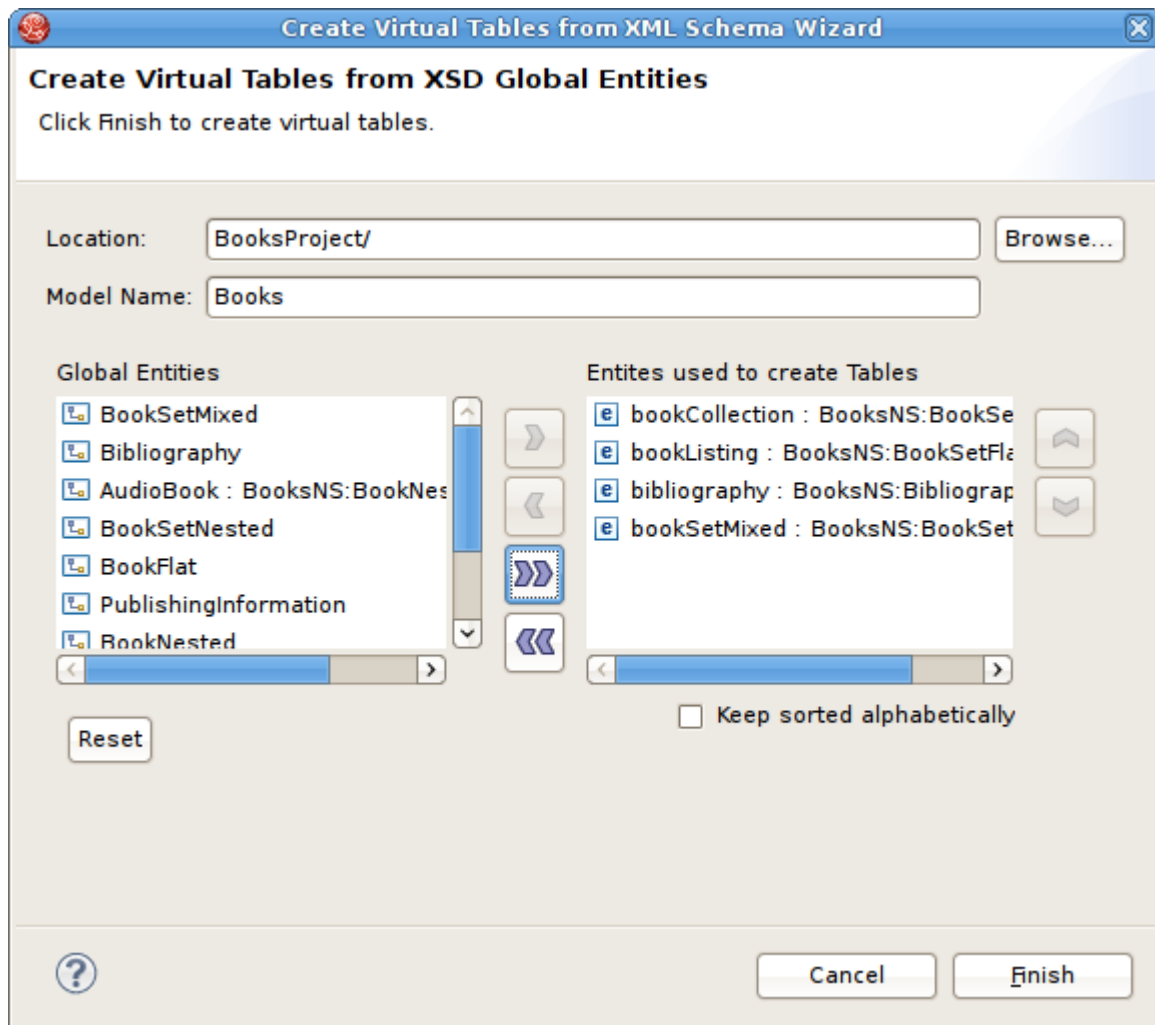 Create Virtual Tables from XML Schema Wizard
Create Virtual Tables from XSD Global Entities
Click Finish to create virtual tables.
Location: BooksProject/ Browse...
Model Name: Books
Global Entities
BookSetMixed
Bibliography
AudioBook : BooksNS:BookNes
BookSetNested
BookFlat
PublishingInformation
BookNested
Entites used to create Tables
bookCollection : BooksNS:BookSe
bookListing : BooksNS:BookSetFla
bibliography : BooksNS:Bibliograp
bookSetMixed : BooksNS:BookSet
Keep sorted alphabetically
Reset
Cancel Finish